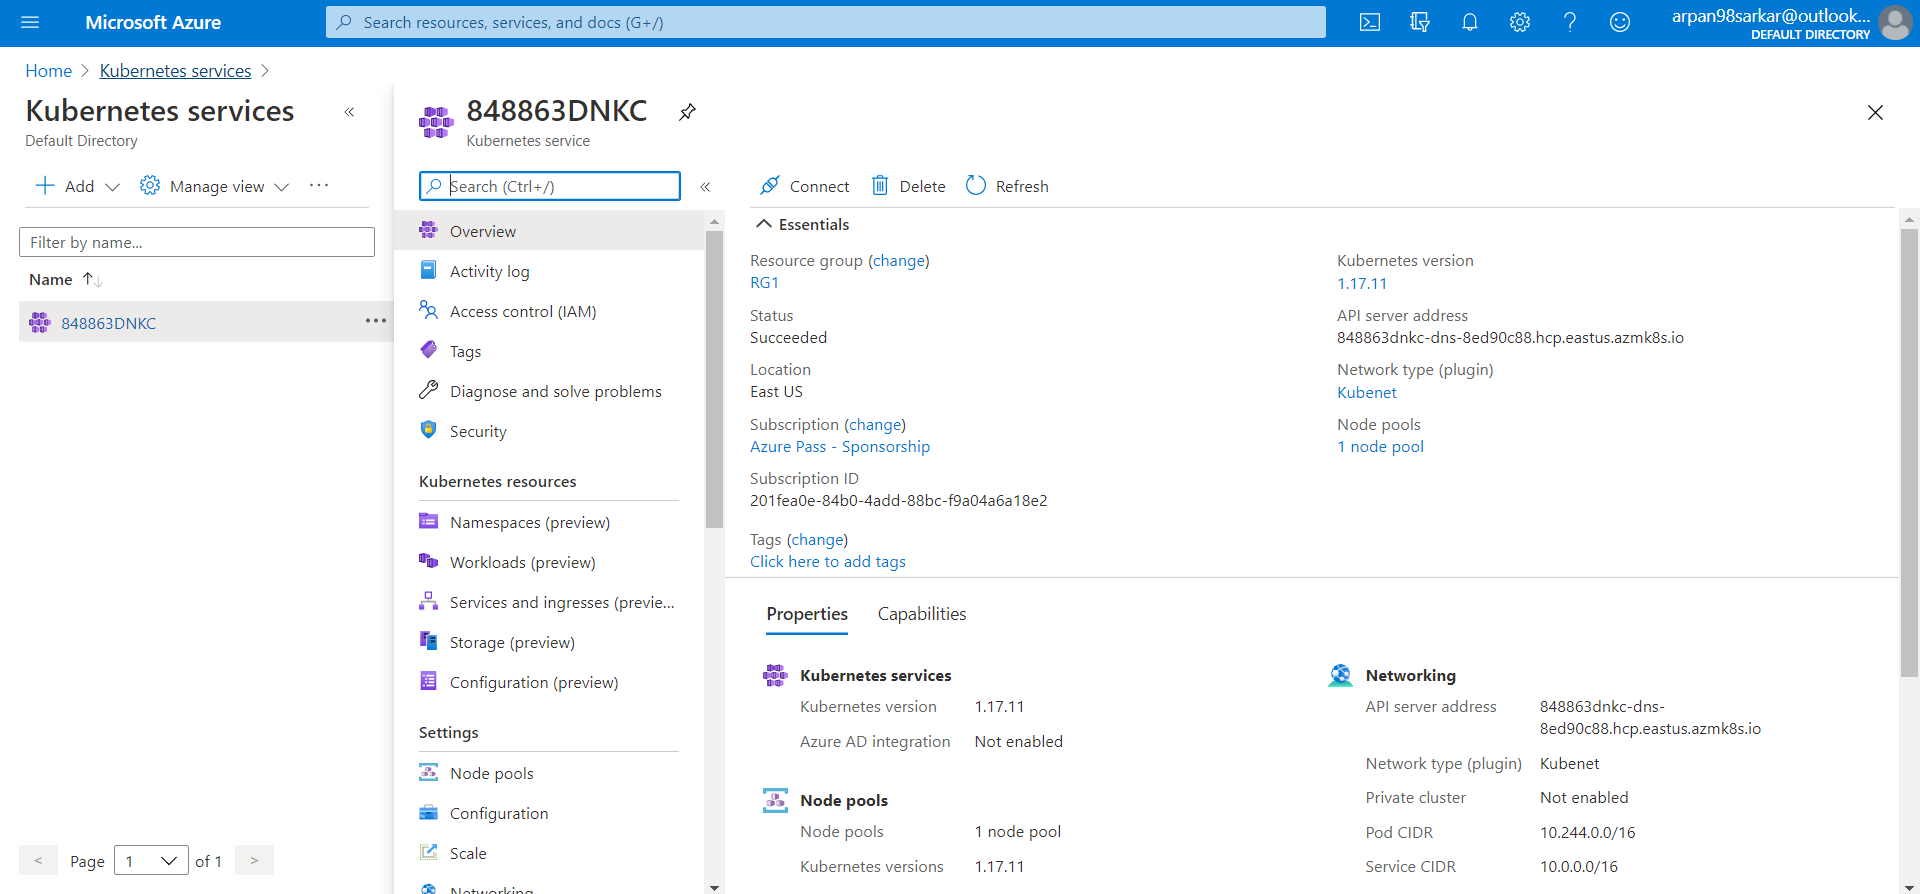 Microsoft Azure
Search resources, services, and docs (G+/)
arpan98sarkar@outlook...
DEFAULT DIRECTORY
Home > Kubernetes services >
Kubernetes services
Default Directory
Add
Manage view
Filter by name...
Name
848863DNKC
< Page 1 of 1 >
848863DNKC
Kubernetes service
Search (Ctrl+/)
Overview
Activity log
Access control (IAM)
Tags
Diagnose and solve problems
Security
Kubernetes resources
Namespaces (preview)
Workloads (preview)
Services and ingresses (previe...
Storage (preview)
Configuration (preview)
Settings
Node pools
Configuration
Scale
Networking
Connect
Delete
Refresh
Essentials
Resource group (change)
RG1
Status
Succeeded
Location
East US
Subscription (change)
Azure Pass - Sponsorship
Subscription ID
201fea0e-84b0-4add-88bc-f9a04a6a18e2
Tags (change)
Click here to add tags
Kubernetes version
1.17.11
API server address
848863dnkc-dns-8ed90c88.hcp.eastus.azmk8s.io
Network type (plugin)
Kubenet
Node pools
1 node pool
Properties
Capabilities
Kubernetes services
Kubernetes version 1.17.11
Azure AD integration Not enabled
Node pools
Node pools 1 node pool
Kubernetes versions 1.17.11
Networking
API server address 848863dnkc-dns-
8ed90c88.hcp.eastus.azmk8s.io
Network type (plugin) Kubenet
Private cluster Not enabled
Pod CIDR 10.244.0.0/16
Service CIDR 10.0.0.0/16